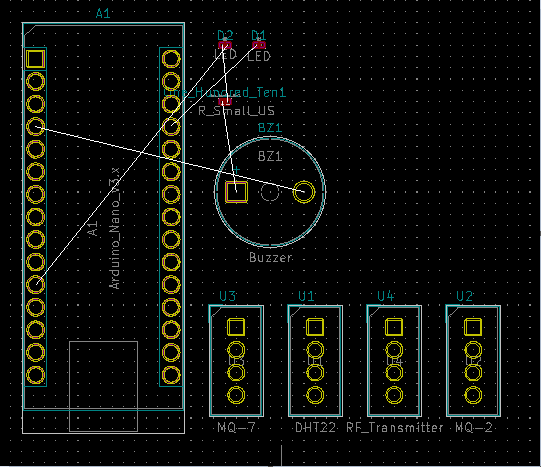 A1
D2
D1
LED
LED
One_Hundred_Ten1
R_Small_US
BZ1
BZ1
A1
Arduino_Nano_v3.x
Buzzer
U3
U1
U4
U2
MQ-7
DHT22
RF_Transmitter
MQ-2